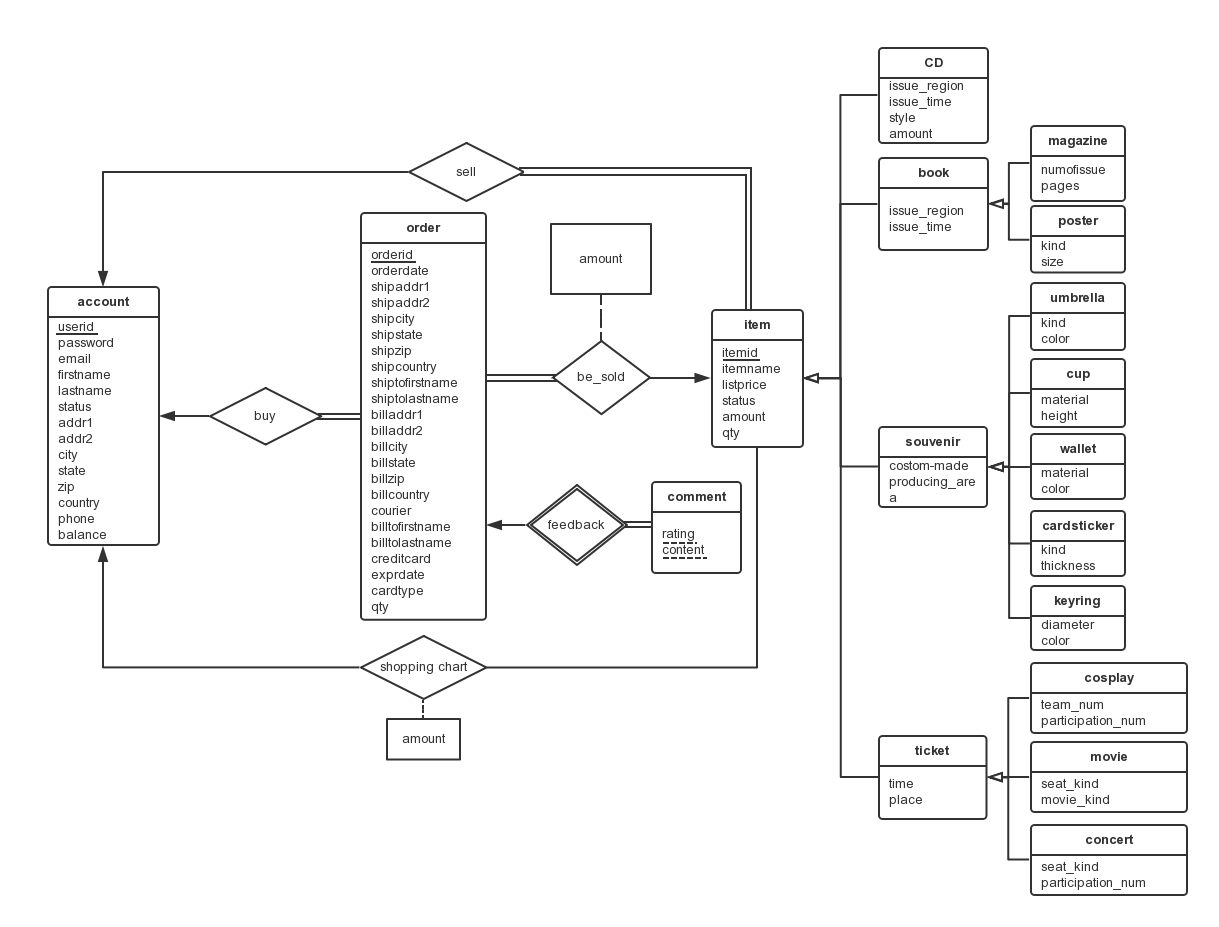 sell
account
userid
password
email
firstname
lastname
status
addr1
addr2
city
state
zip
country
phone
balance
buy
order
orderid
orderdate
shipaddr1
shipaddr2
shipcity
shipstate
shipzip
shipcountry
shiptofirstname
shiptolastname
billaddr1
billaddr2
billcity
billstate
billzip
billcountry
courier
billtofirstname
billtolastname
creditcard
exprdate
cardtype
qty
amount
be_sold
feedback
comment
rating
content
shopping chart
amount
item
itemid
itemname
listprice
status
amount
qty
CD
issue_region
issue_time
style
amount
book
issue_region
issue_time
magazine
numofissue
pages
poster
kind
size
souvenir
costom-made
producing_are
a
umbrella
kind
color
cup
material
height
wallet
material
color
cardsticker
kind
thickness
keyring
diameter
color
ticket
time
place
cosplay
team_num
participation_num
movie
seat_kind
movie_kind
concert
seat_kind
participation_num